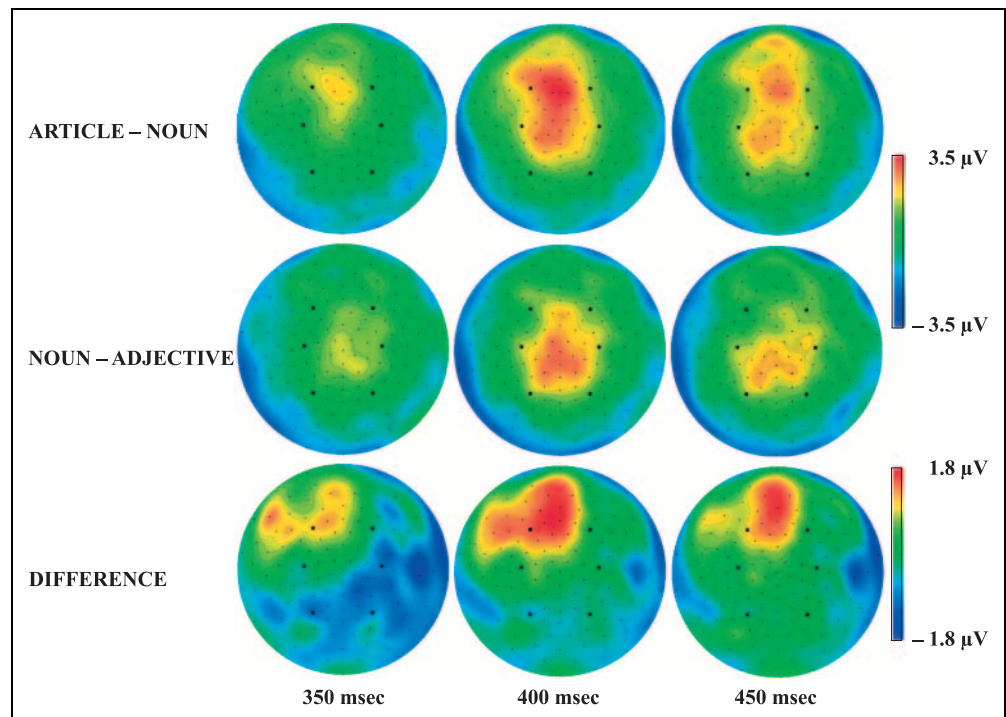 ARTICLE – NOUN
3.5 µV
– 3.5 µV
NOUN – ADJECTIVE
1.8 µV
– 1.8 µV
DIFFERENCE
350 msec
400 msec
450 msec